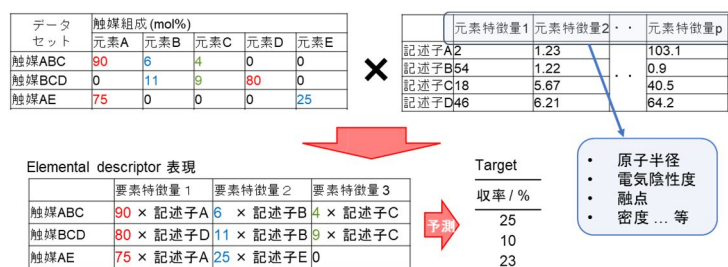 データセット 触媒組成(mol%)
元素A 元素B 元素C 元素D 元素E
触媒ABC 90 6 4 0 0
触媒BCD 0 11 9 80 0
触媒AE 75 0 0 0 25
×
元素特徴量1 元素特徴量2 ・・ 元素特徴量p
記述子A 2 1.23 103.1
記述子B 54 1.22 0.9
記述子C 18 5.67 ・・ 40.5
記述子D 46 6.21 64.2
• 原子半径
• 電気陰性度
• 融点
• 密度 … 等
Elemental descriptor 表現
要素特徴量1 要素特徴量2 要素特徴量3
触媒ABC 90 × 記述子A 6 × 記述子B 4 × 記述子C
触媒BCD 80 × 記述子D 11 × 記述子B 9 × 記述子C
触媒AE 75 × 記述子A 25 × 記述子E 0
予測
Target
収率 / %
25
10
23